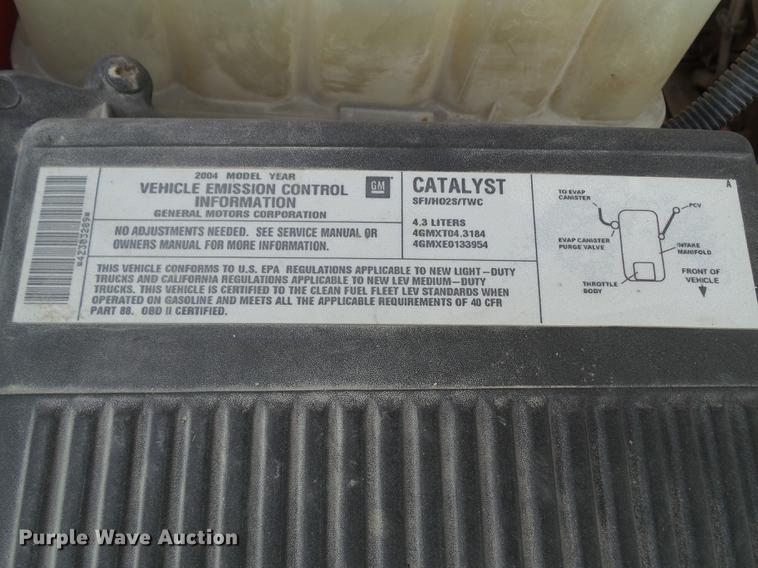 *42303209*
2004 MODEL YEAR
VEHICLE EMISSION CONTROL
INFORMATION
GENERAL MOTORS CORPORATION
GM
NO ADJUSTMENTS NEEDED. SEE SERVICE MANUAL OR
OWNERS MANUAL FOR MORE INFORMATION.
CATALYST
SFI/HO2S/TWC
4.3 LITERS
4GMXT04.3184
4GMXE0133954
THIS VEHICLE CONFORMS TO U.S. EPA REGULATIONS APPLICABLE TO NEW LIGHT-DUTY
TRUCKS AND CALIFORNIA REGULATIONS APPLICABLE TO NEW LEV MEDIUM-DUTY
TRUCKS. THIS VEHICLE IS CERTIFIED TO THE CLEAN FUEL FLEET LEV STANDARDS WHEN
OPERATED ON GASOLINE AND MEETS ALL THE APPLICABLE REQUIREMENTS OF 40 CFR
PART 88. OBD II CERTIFIED.
A
TO EVAP
CANISTER
PCV
EVAP CANISTER
PURGE VALVE
INTAKE
MANIFOLD
THROTTLE
BODY
FRONT OF
VEHICLE
Purple Wave Auction